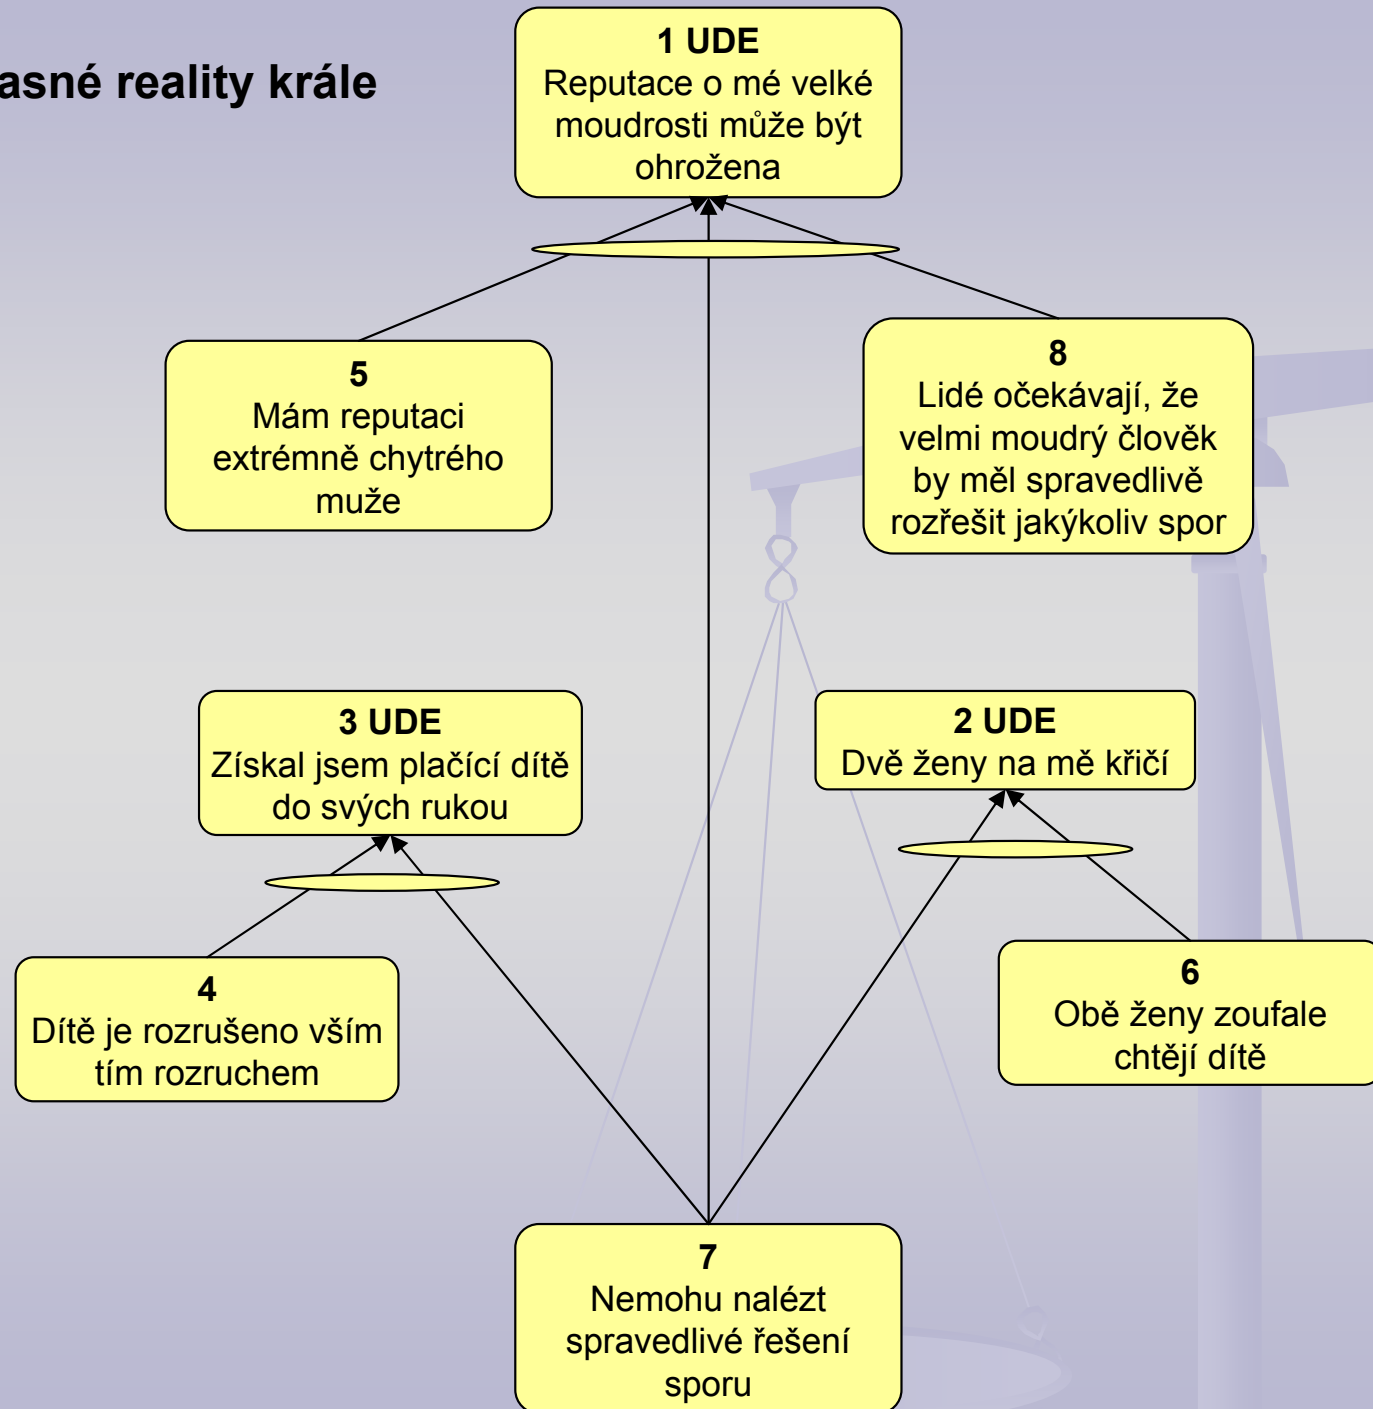 asné reality krále
1 UDE
Reputace o mé velké
moudrosti může být
ohrožena
5
Mám reputaci
extrémně chytrého
muže
8
Lidé očekávají, že
velmi moudrý člověk
by měl spravedlivě
rozřešit jakýkoliv spor
3 UDE
Získal jsem plačící dítě
do svých rukou
2 UDE
Dvě ženy na mě křičí
4
Dítě je rozrušeno vším
tím rozruchem
6
Obě ženy zoufale
chtějí dítě
7
Nemohu nalézt
spravedlivé řešení
sporu